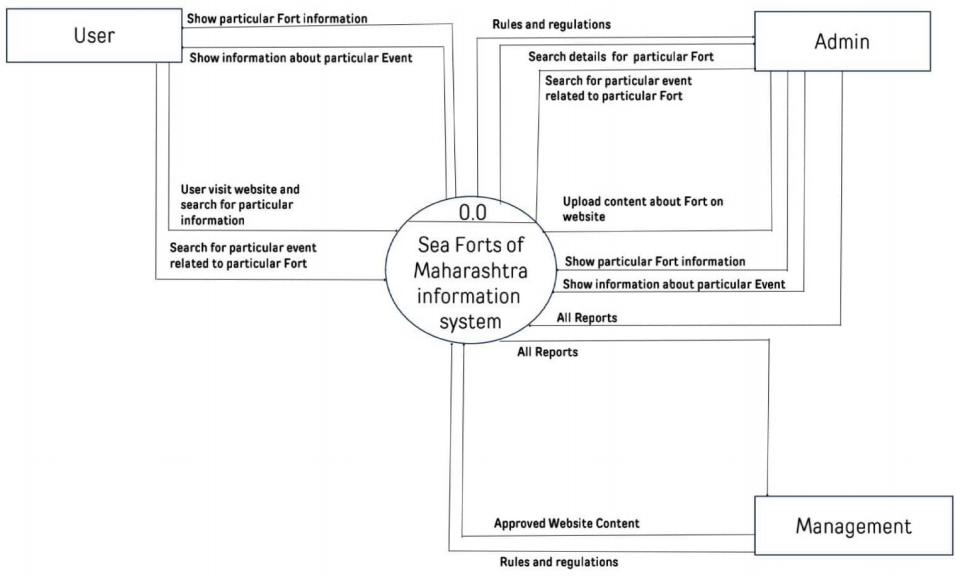 User
Show particular Fort information
Show information about particular Event
Rules and regulations
Search details for particular Fort
Search for particular event
related to particular Fort
Admin
User visit website and
search for particular
information
Search for particular event
related to particular Fort
0.0
Sea Forts of
Maharashtra
information
system
Upload content about Fort on
website
Show particular Fort information
Show information about particular Event
All Reports
All Reports
Approved Website Content
Rules and regulations
Management